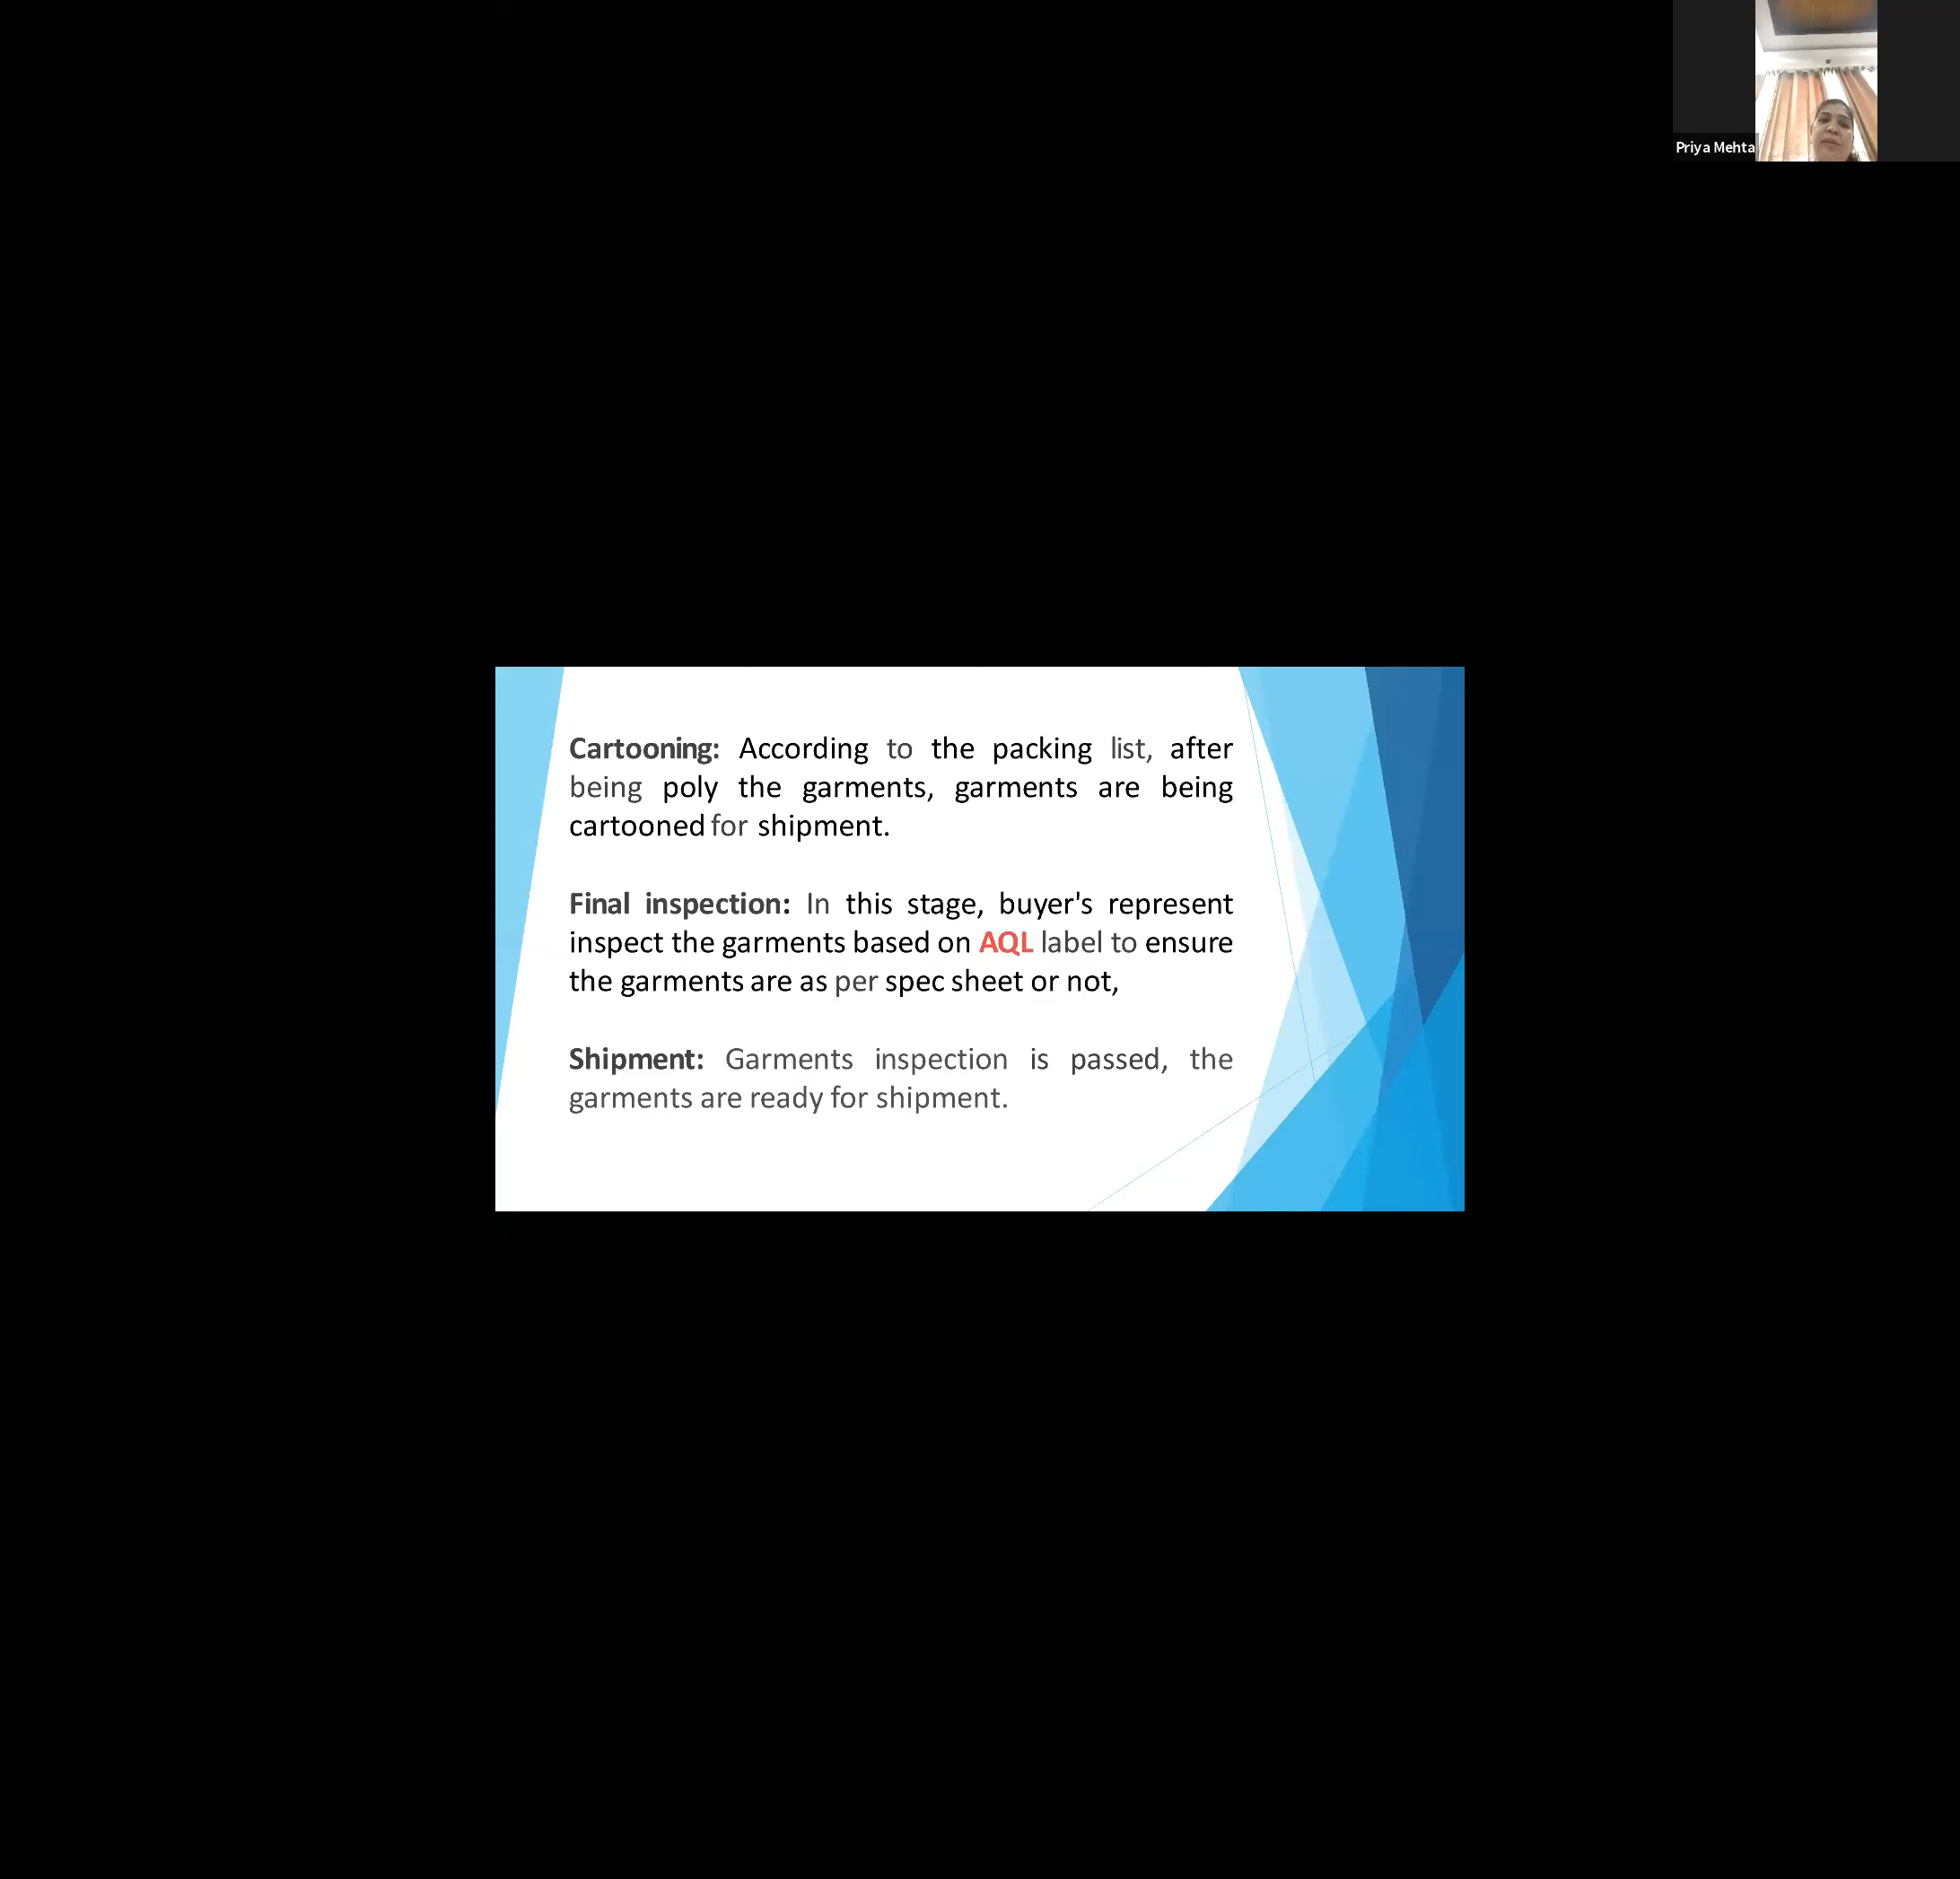 Priya Mehta
Cartooning: According to the packing list, after
being poly the garments, garments are being
cartooned for shipment.
Final inspection: In this stage, buyer's represent
inspect the garments based on AQL label to ensure
the garments are as per spec sheet or not,
Shipment: Garments inspection is passed, the
garments are ready for shipment.